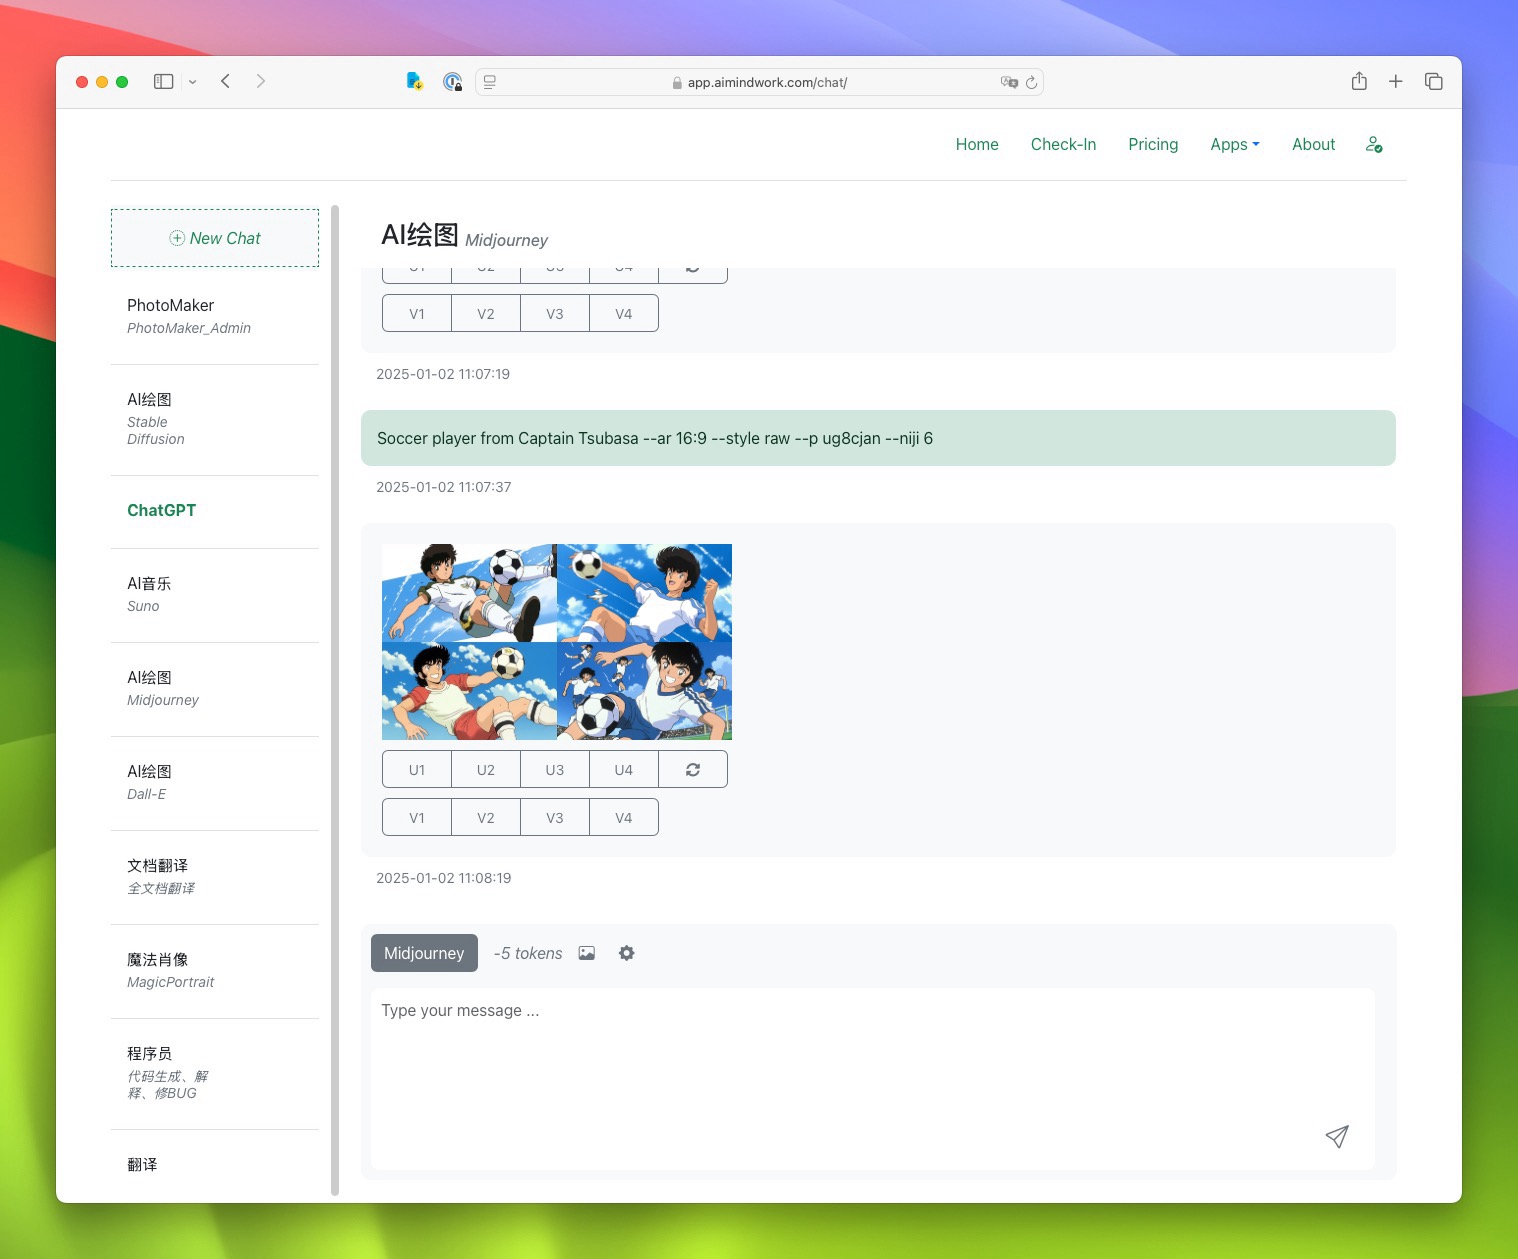 app.aimindwork.com/chat/
Home
Check-In
Pricing
Apps
About
New Chat
PhotoMaker
PhotoMaker_Admin
AI绘图
Stable
Diffusion
ChatGPT
AI音乐
Suno
AI绘图
Midjourney
AI绘图
Dall-E
文档翻译
全文档翻译
魔法肖像
MagicPortrait
程序员
代码生成、解
释、修BUG
翻译
AI绘图 Midjourney
U1 U2 U3 U4
V1 V2 V3 V4
2025-01-02 11:07:19
Soccer player from Captain Tsubasa --ar 16:9 --style raw --p ug8cjan --niji 6
2025-01-02 11:07:37
U1 U2 U3 U4
V1 V2 V3 V4
2025-01-02 11:08:19
Midjourney -5 tokens
Type your message ...